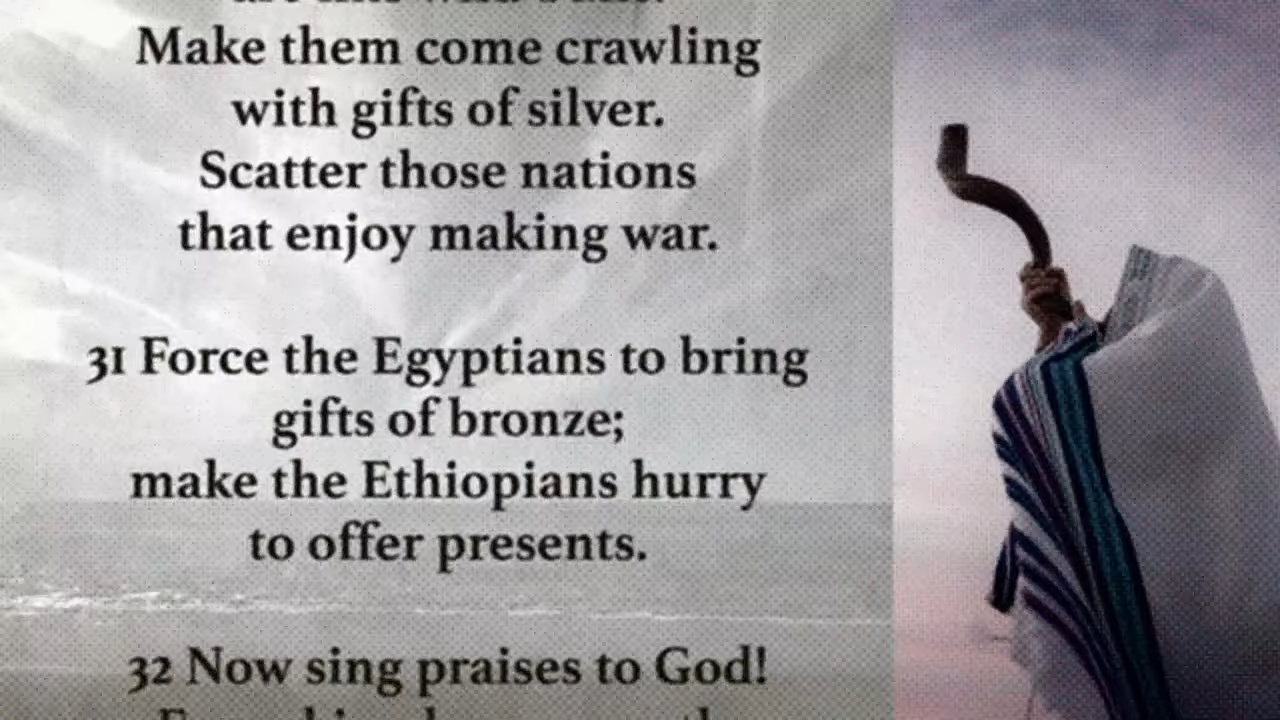 Make them come crawling
with gifts of silver.
Scatter those nations
that enjoy making war.
31 Force the Egyptians to bring
gifts of bronze;
make the Ethiopians hurry
to offer presents.
32 Now sing praises to God!